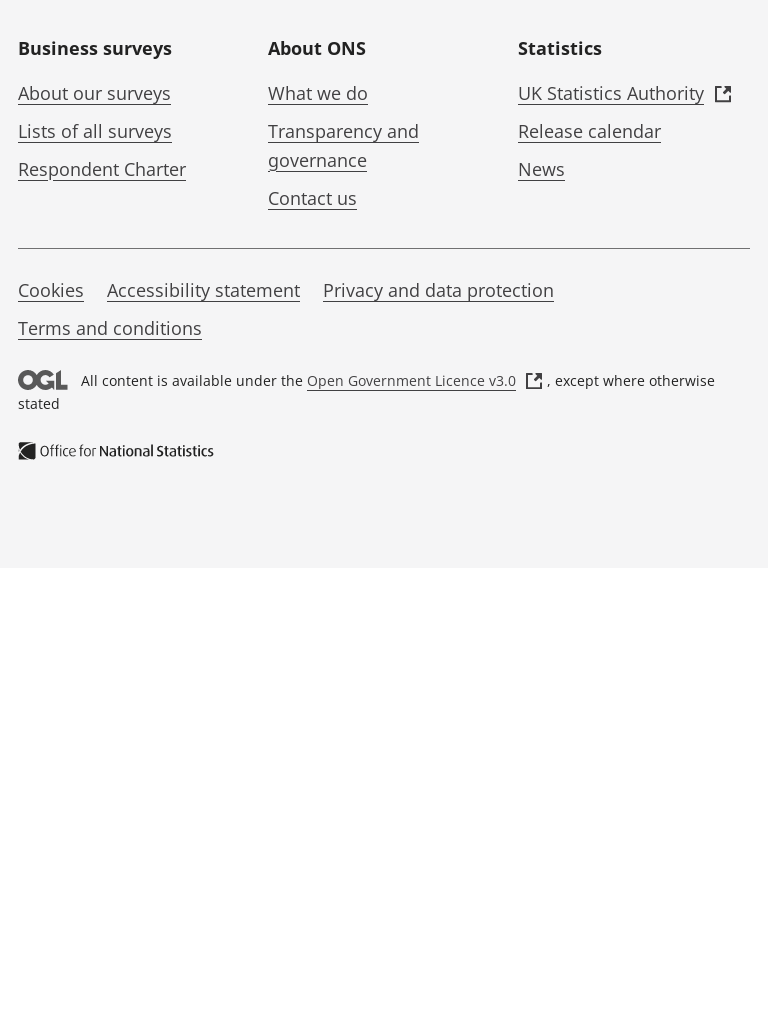 Business surveys
About our surveys
Lists of all surveys
Respondent Charter
About ONS
What we do
Transparency and
governance
Contact us
Statistics
UK Statistics Authority
Release calendar
News
Cookies Accessibility statement Privacy and data protection
Terms and conditions
OGL All content is available under the Open Government Licence v3.0 , except where otherwise
stated
Office for National Statistics